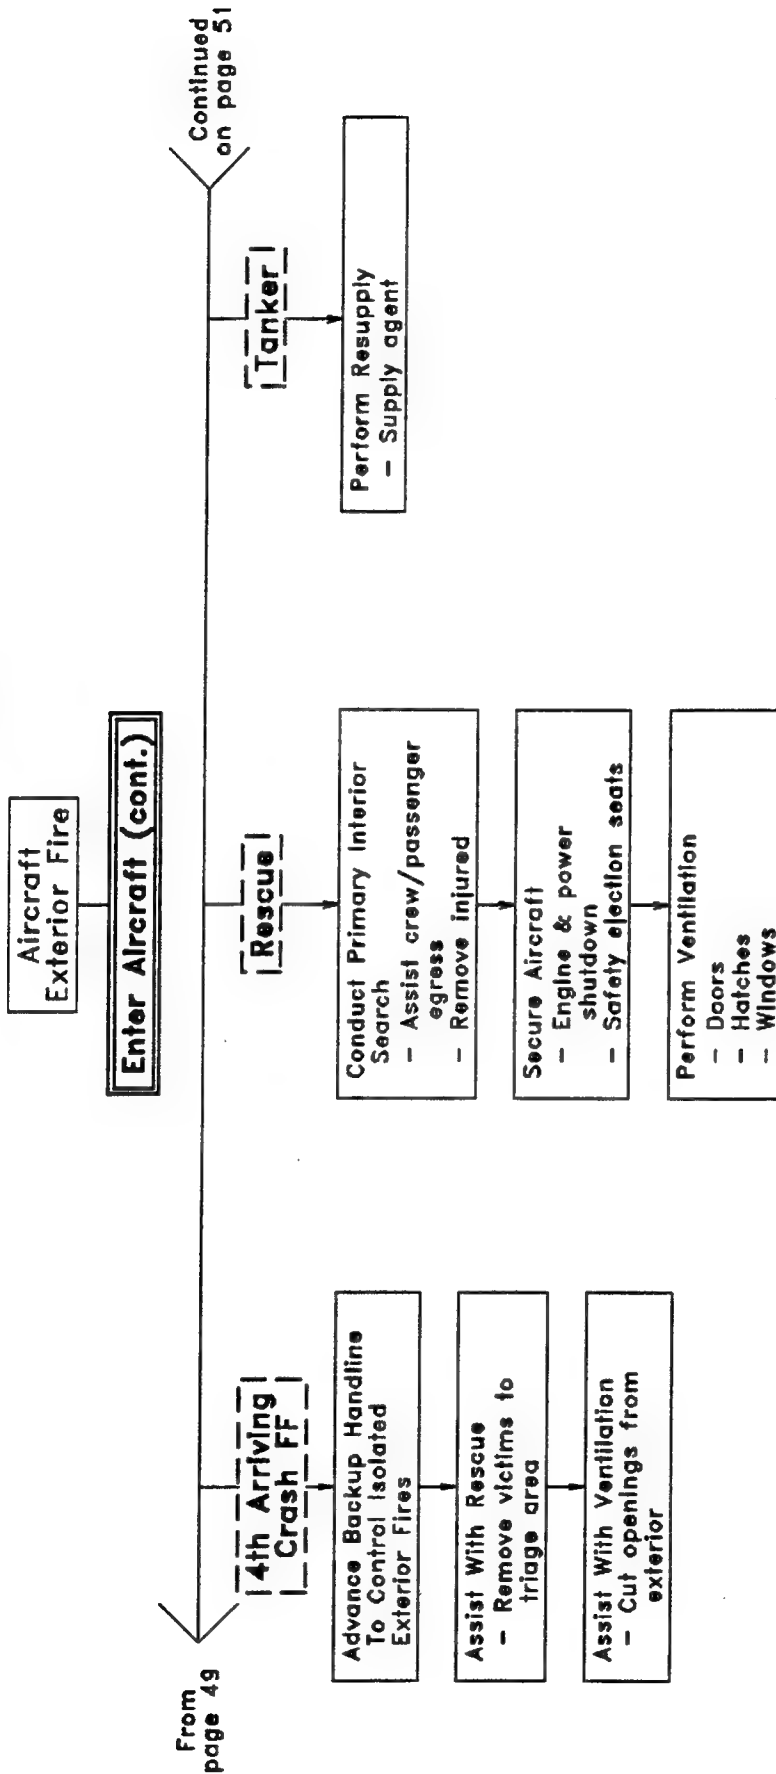 Aircraft
Exterior Fire
Enter Aircraft (cont.)
From
page 49
Continued
on page 51
4th Arriving
Crash FF
Advance Backup Handline
To Control Isolated
Exterior Fires
Assist With Rescue
– Remove victims to
triage area
Assist With Ventilation
– Cut openings from
exterior
Rescue
Conduct Primary Interior
Search
– Assist crew/passenger
egress
– Remove injured
Secure Aircraft
– Engine & power
shutdown
– Safety ejection seats
Perform Ventilation
– Doors
– Hatches
– Windows
Tanker
Perform Resupply
– Supply agent